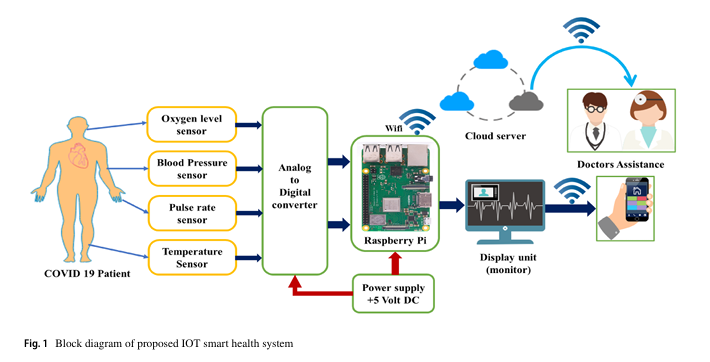 Oxygen level
sensor
Blood Pressure
sensor
Pulse rate
sensor
Temperature
Sensor
COVID 19 Patient
Analog
to
Digital
converter
Wifi
Raspberry Pi
Power supply
+5 Volt DC
Cloud server
Doctors Assistance
Display unit
(monitor)
Fig. 1 Block diagram of proposed IOT smart health system